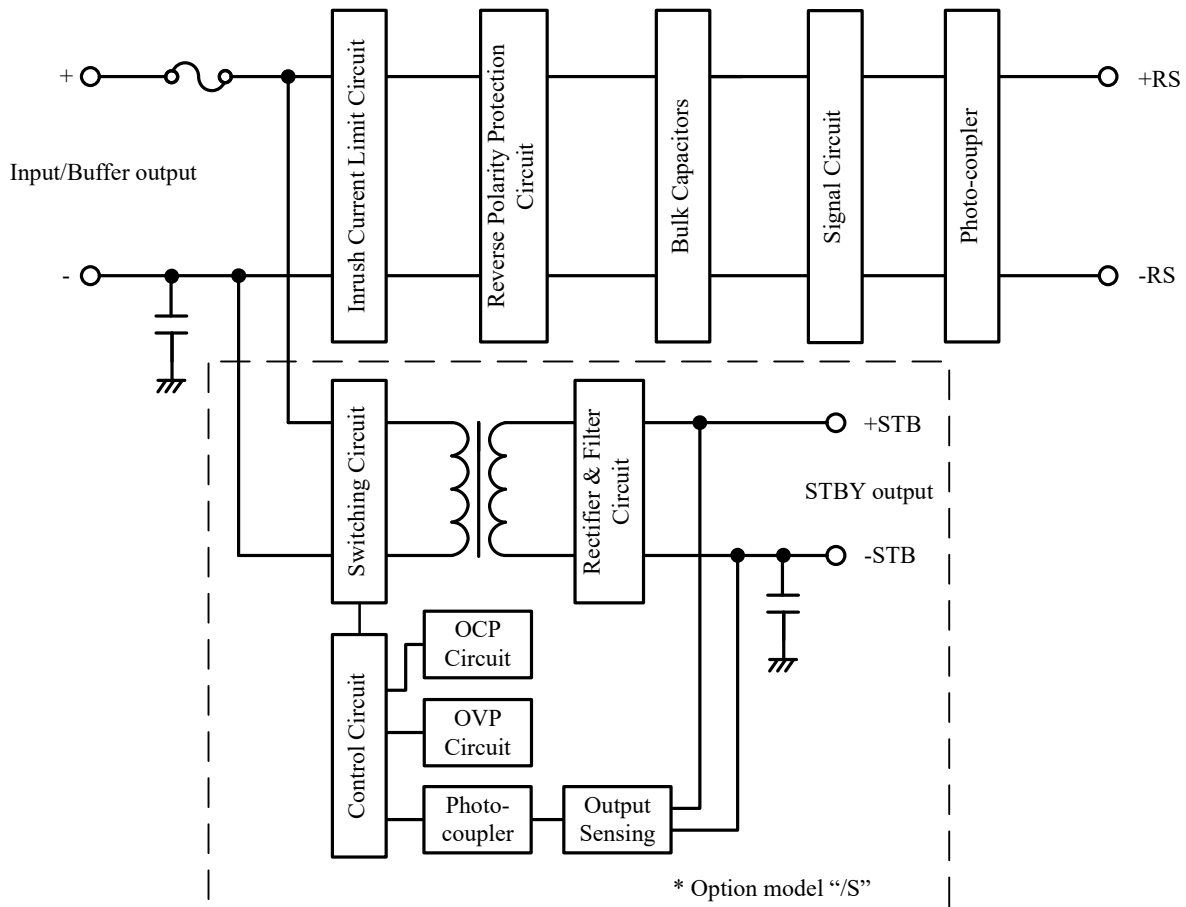 +
Input/Buffer output
-
Inrush Current Limit Circuit
Reverse Polarity Protection
Circuit
Bulk Capacitors
Signal Circuit
Photo-coupler
+RS
-RS
Switching Circuit
Rectifier & Filter
Circuit
+STB
STBY output
-STB
Control Circuit
OCP
Circuit
OVP
Circuit
Photo-
coupler
Output
Sensing
* Option model “/S”